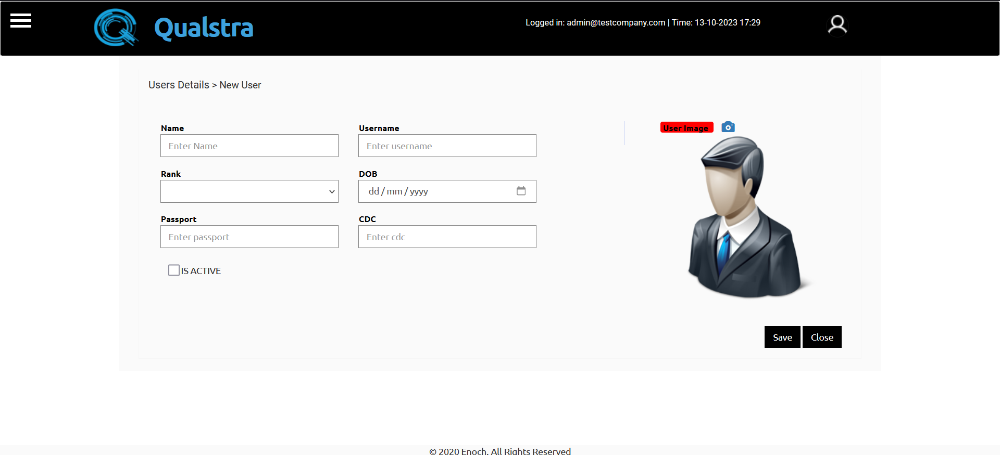 Qualstra
Logged in: admin@testcompany.com | Time: 13-10-2023 17:29
Users Details > New User
Name
Enter Name
Username
Enter username
Rank
DOB
dd / mm / yyyy
Passport
Enter passport
CDC
Enter cdc
IS ACTIVE
User Image
Save
Close
© 2020 Enoch. All Rights Reserved